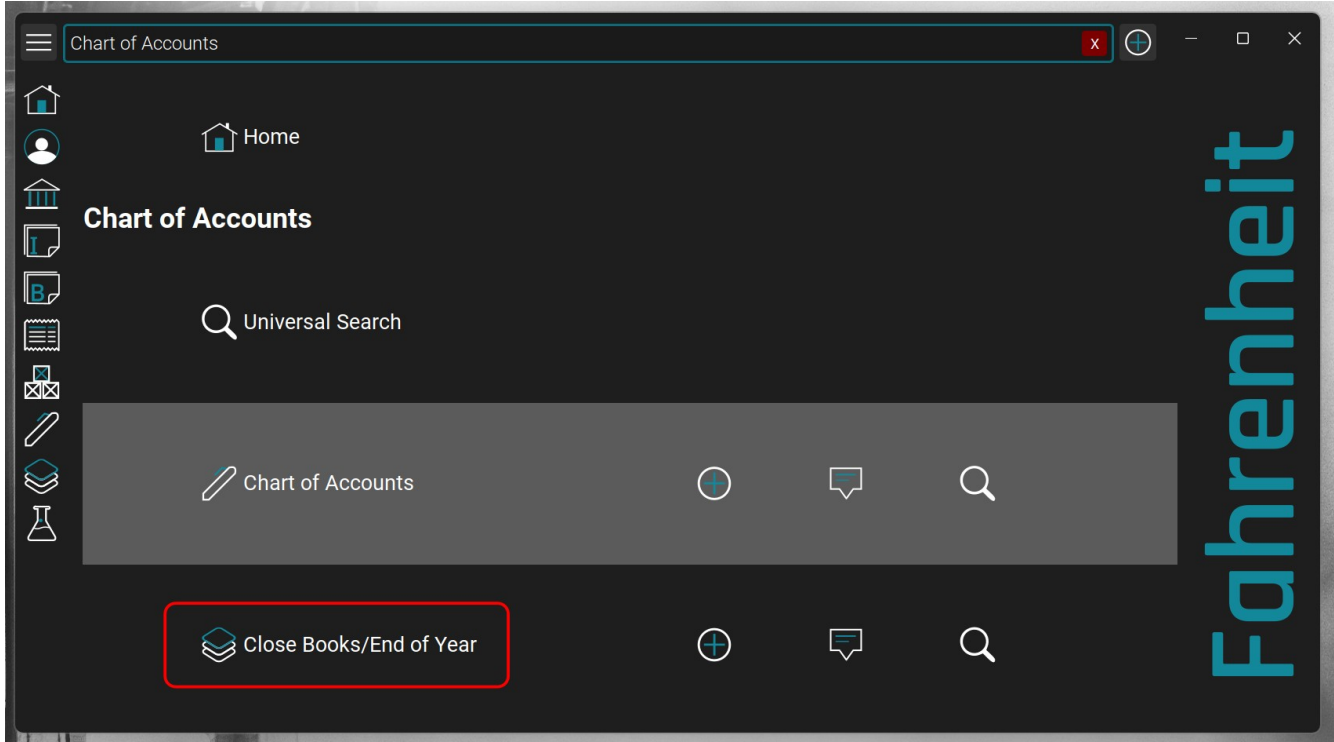 Chart of Accounts
x
Home
Chart of Accounts
Universal Search
Chart of Accounts
Close Books/End of Year
I
B
Fahrenheit